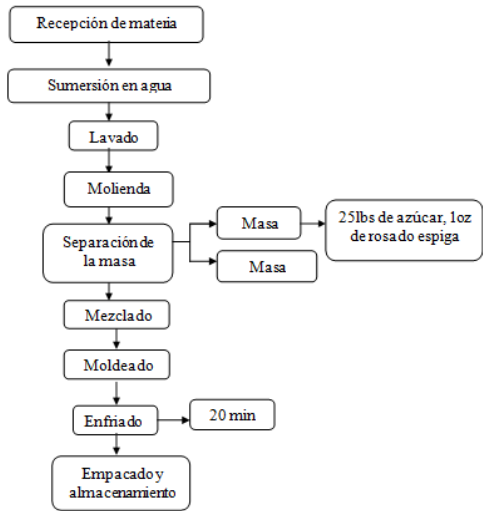 Recepción de materia
Sumersión en agua
Lavado
Molienda
Separación de
la masa
Masa
25lbs de azúcar, 1oz
de rosado espiga
Masa
Mezclado
Moldeado
Enfriado
20 min
Empacado y
almacenamiento